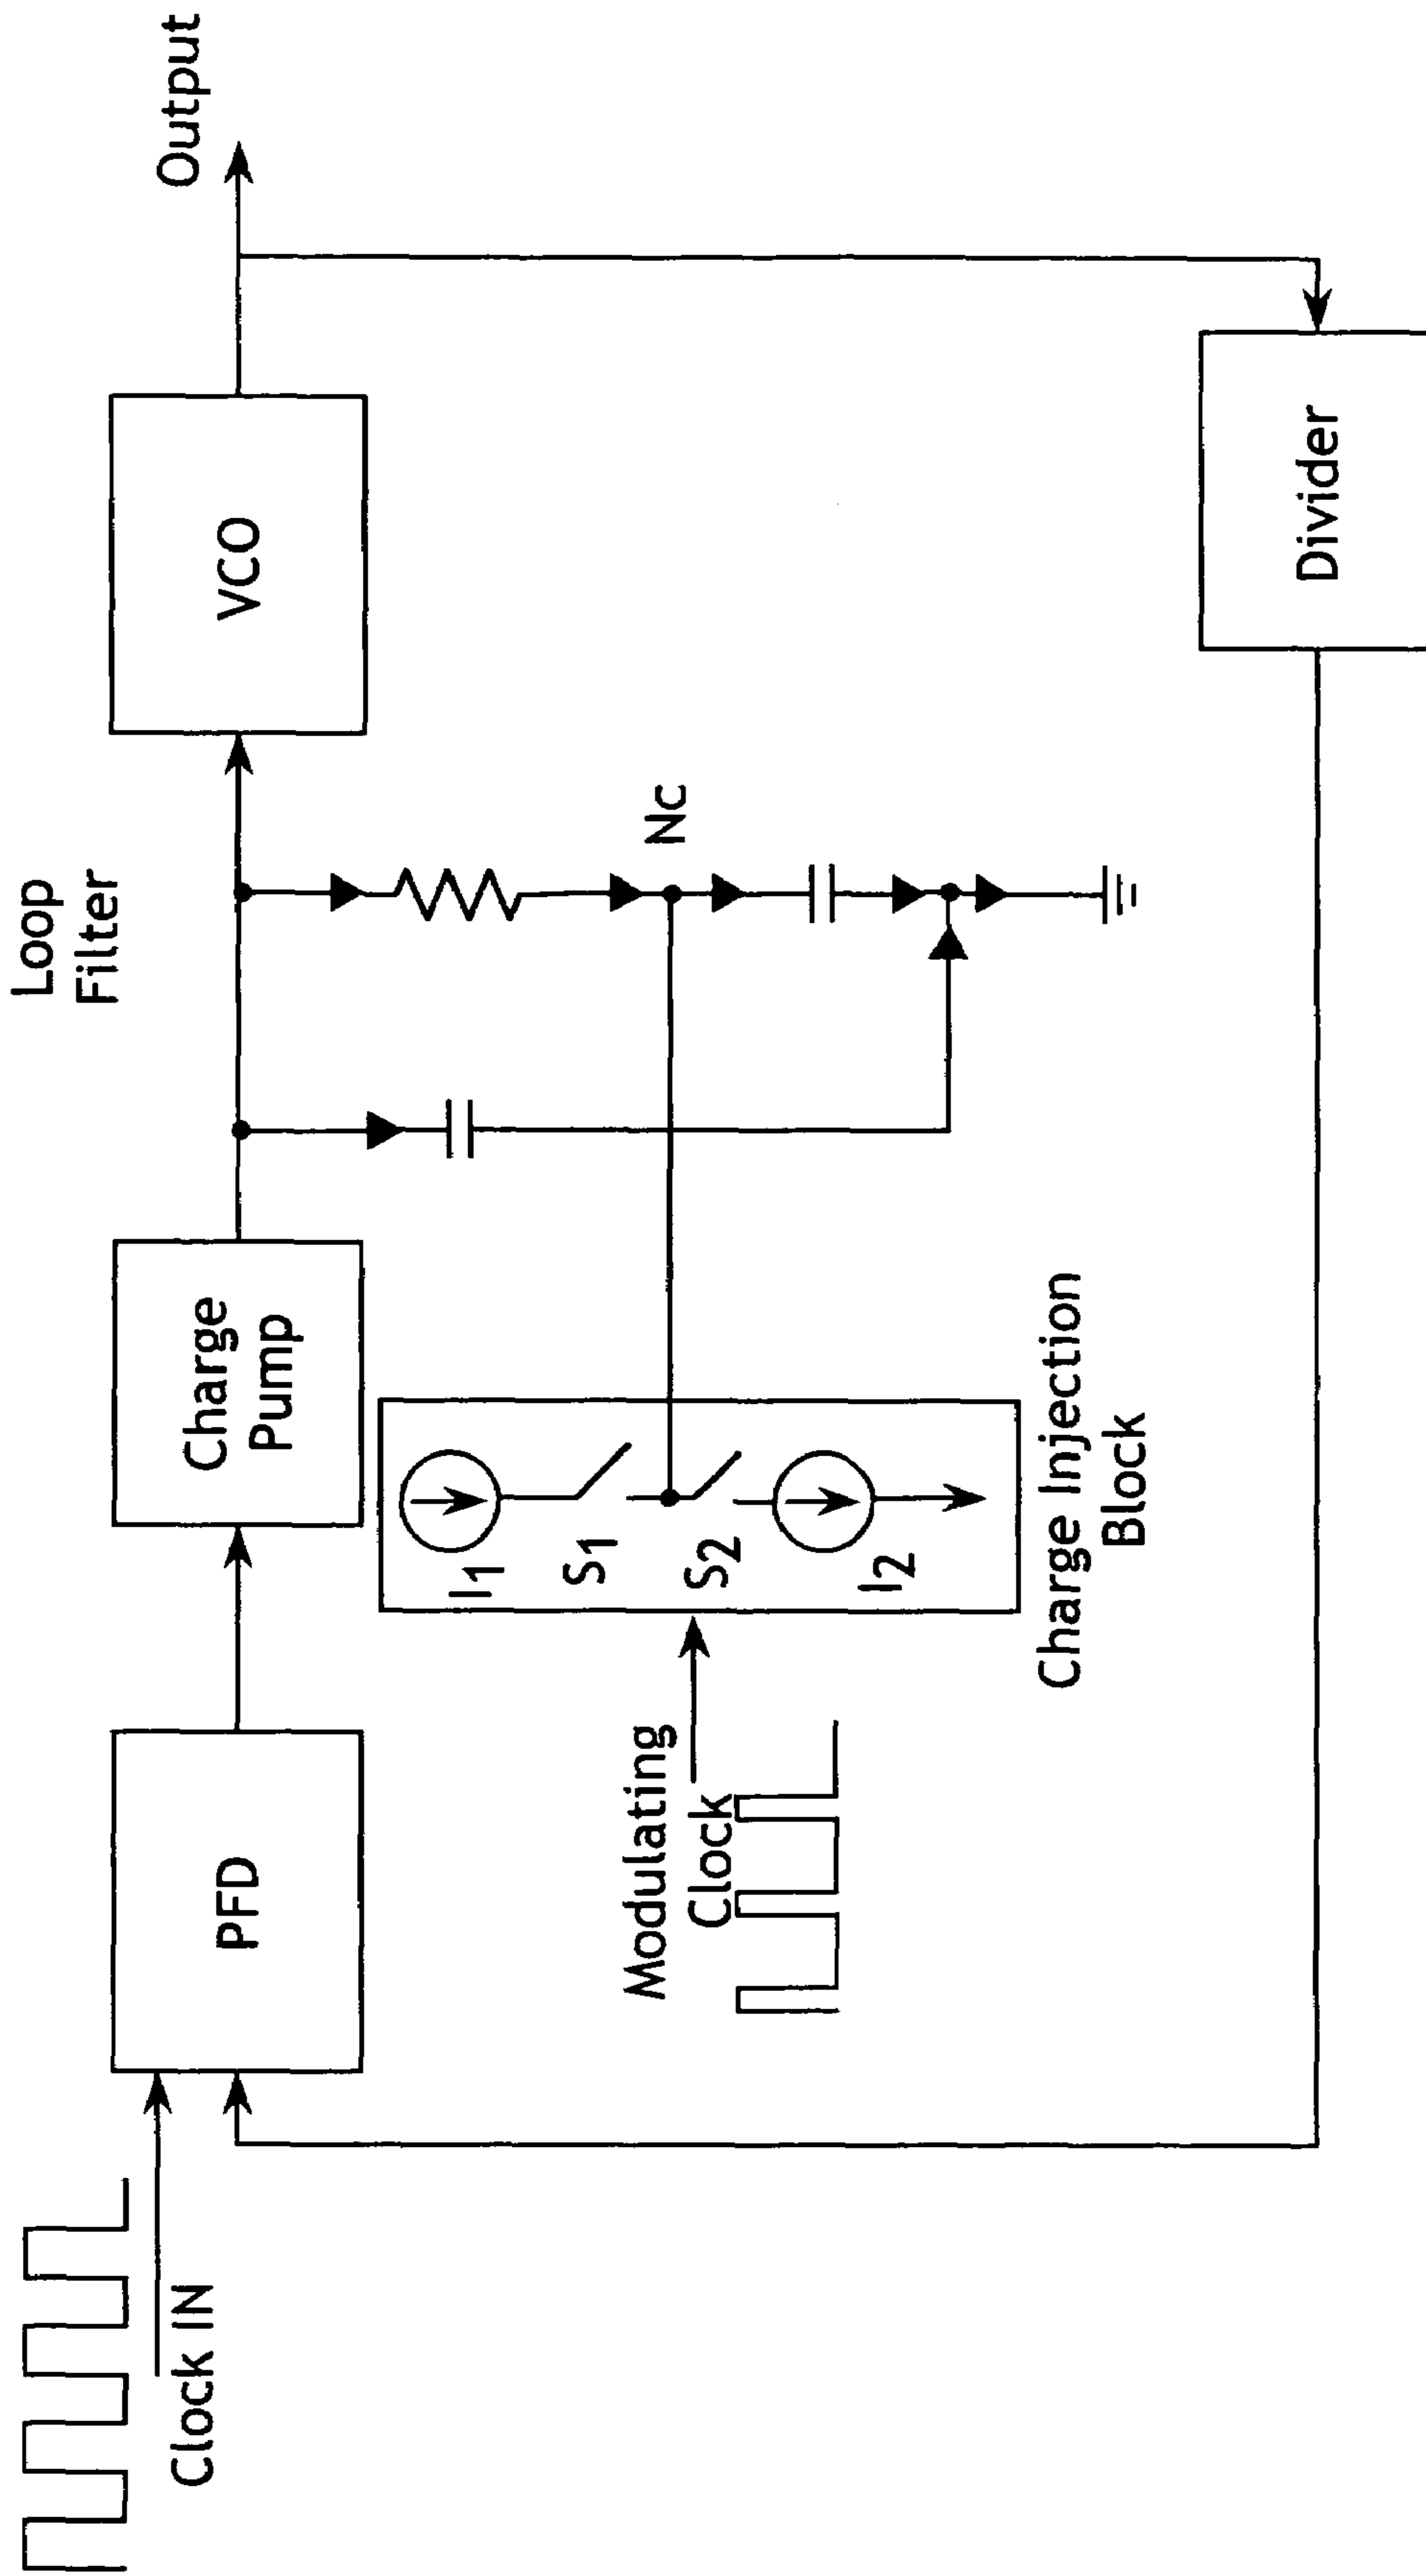 Clock IN
PFD
Charge
Pump
Loop
Filter
VCO
Output
Modulating
Clock
I1
S1
S2
I2
Nc
Charge Injection
Block
Divider